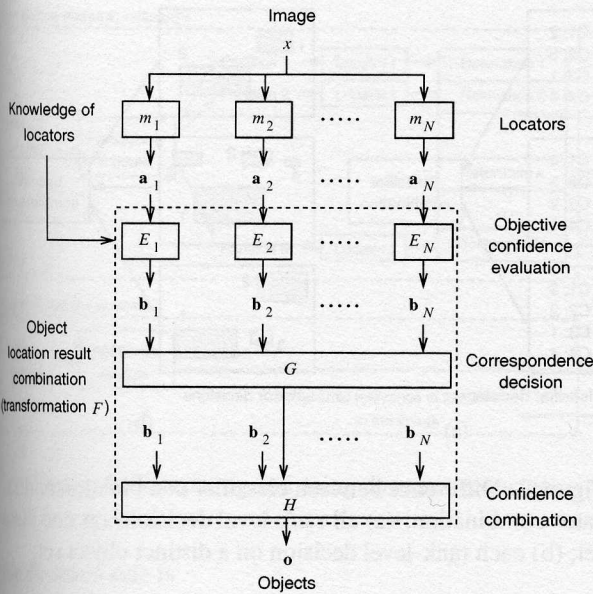 Image
x
Knowledge of
locators
m 1 m 2 ..... m N
Locators
a 1 a 2 ..... a N
E 1 E 2 ..... E N
Objective
confidence
evaluation
b 1 b 2 ..... b N
Object
location result
combination
(transformation F)
G
Correspondence
decision
b 1 b 2 ..... b N
H
Confidence
combination
o
Objects